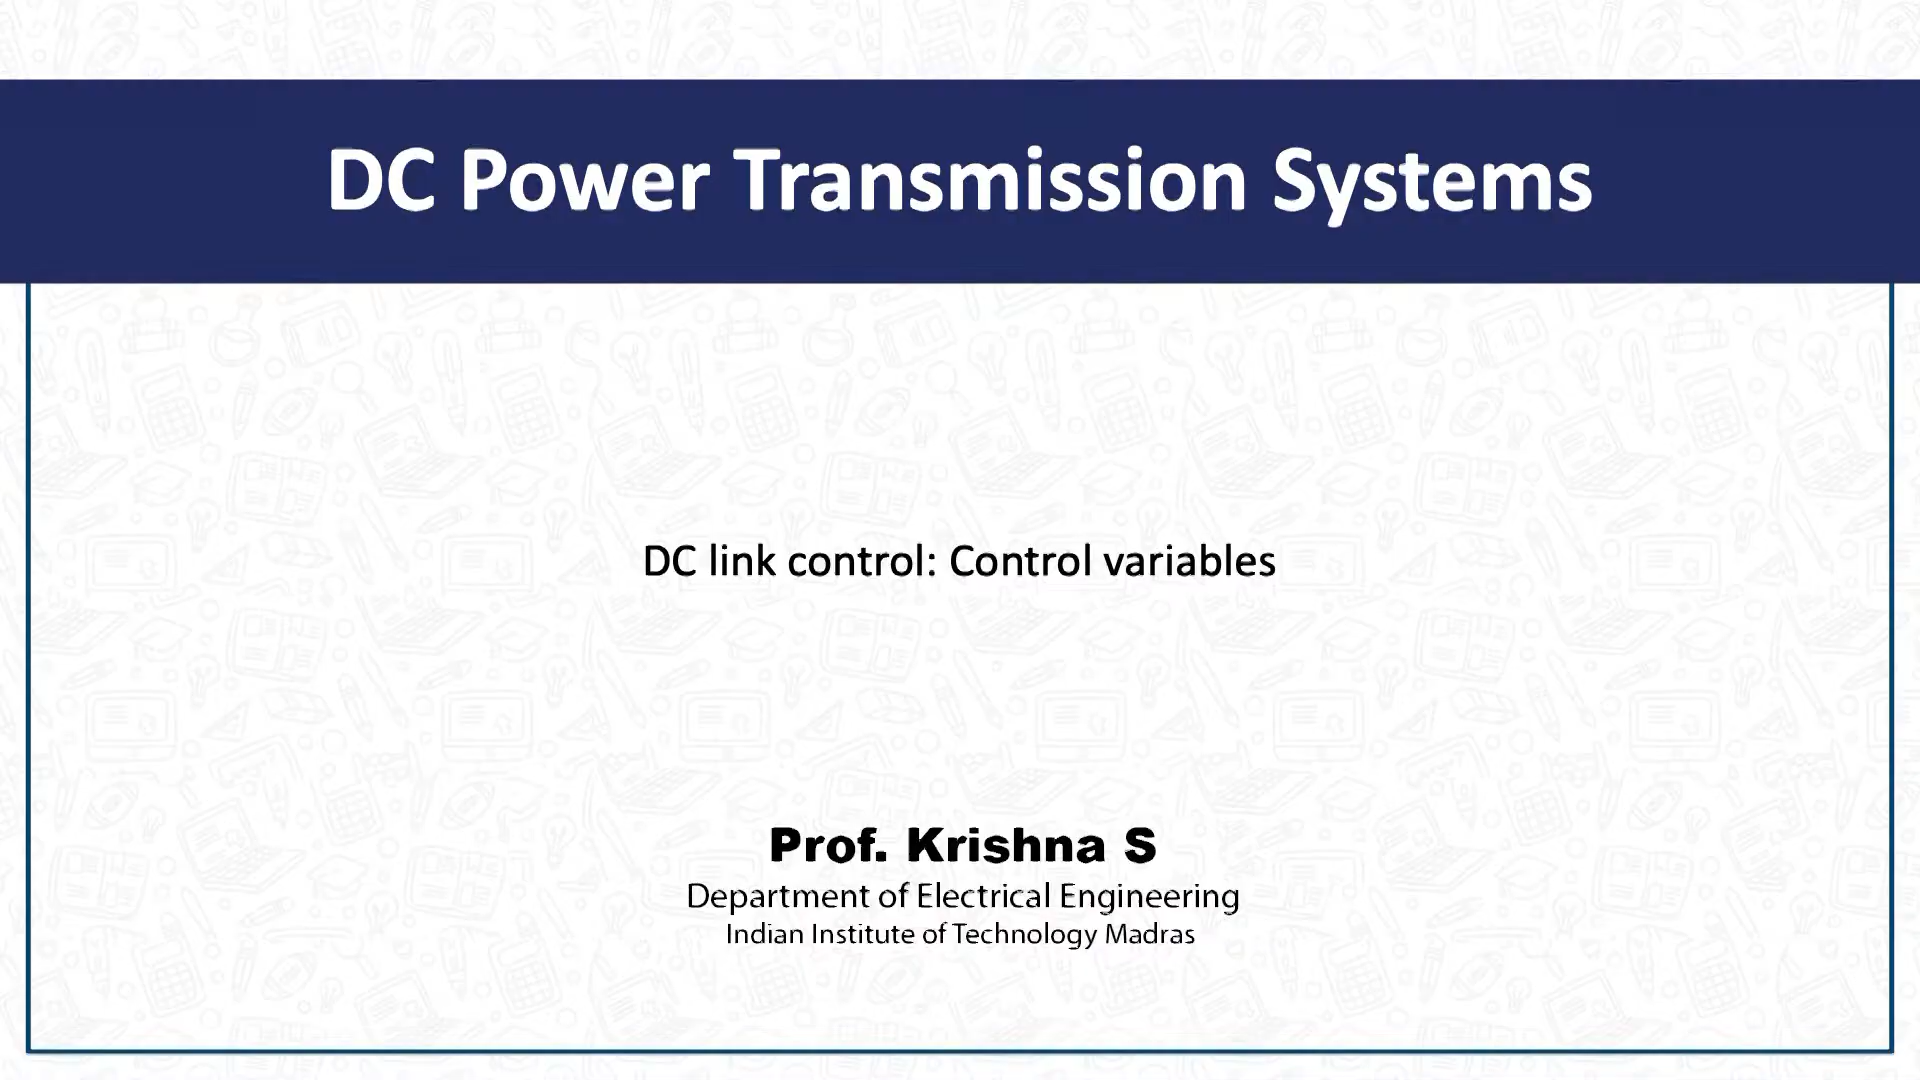 DC Power Transmission Systems
DC link control: Control variables
Prof. Krishna S
Department of Electrical Engineering
Indian Institute of Technology Madras